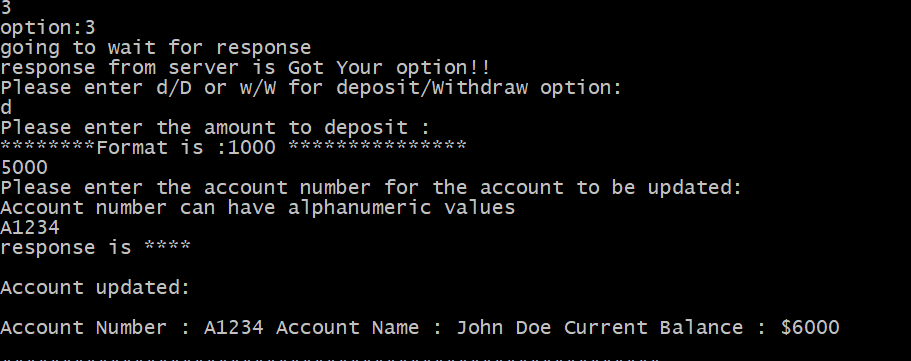 3
option:3
going to wait for response
response from server is Got Your option!!
Please enter d/D or w/W for deposit/Withdraw option:
d
Please enter the amount to deposit :
********Format is :1000 ***************
5000
Please enter the account number for the account to be updated:
Account number can have alphanumeric values
A1234
response is ****
Account updated:
Account Number : A1234 Account Name : John Doe Current Balance : $6000